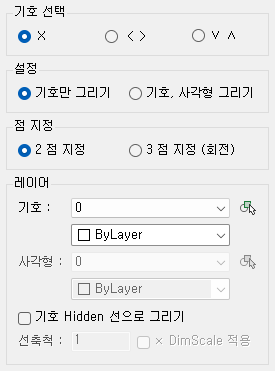 기호 선택
X < > ∨ ∧
설정
기호만 그리기 기호, 사각형 그리기
점 지정
2 점 지정 3 점 지정 (회전)
레이어
기호 : 0
ByLayer
사각형 : 0
ByLayer
기호 Hidden 선으로 그리기
선축척 : 1 × DimScale 적용